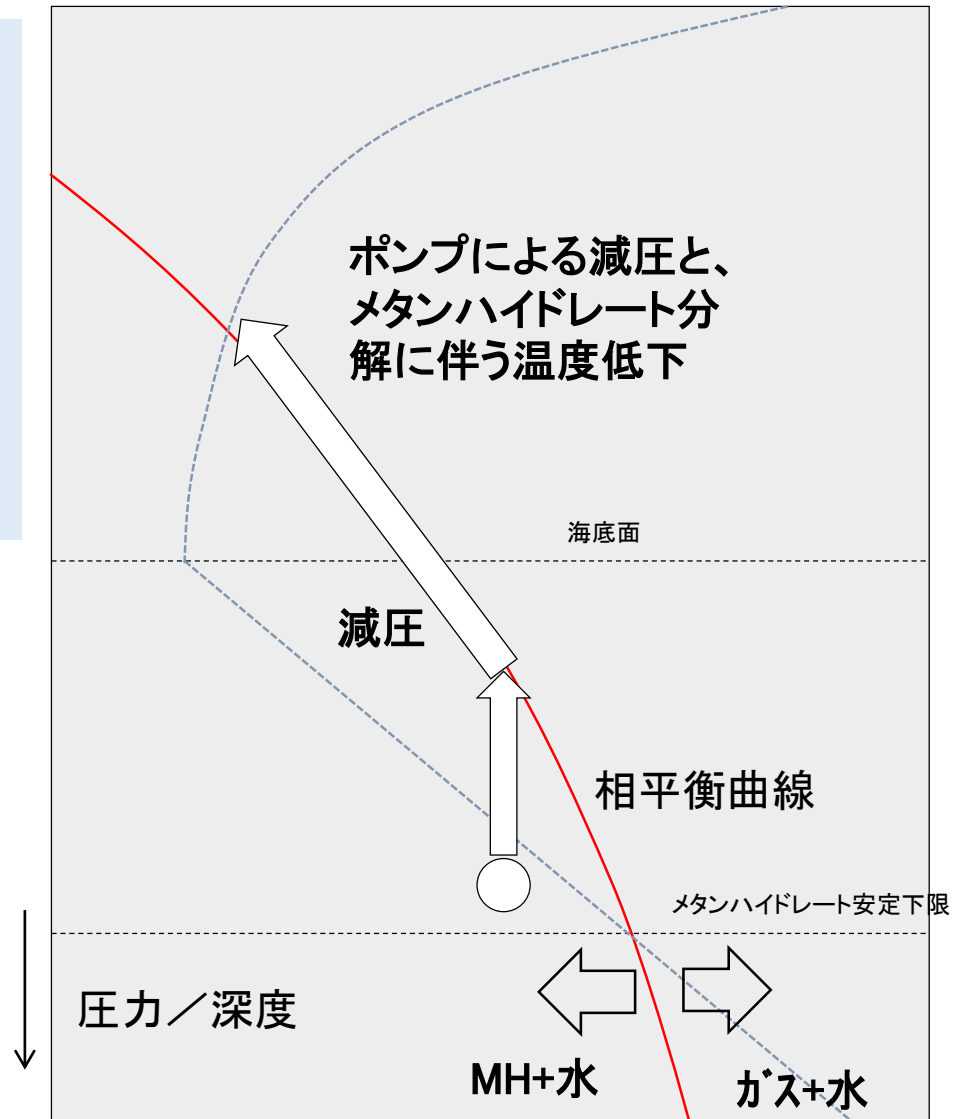 ポンプによる減圧と、
メタンハイドレート分
解に伴う温度低下
海底面
減圧
相平衡曲線
メタンハイドレート安定下限
圧力／深度
MH+水
ガス+水